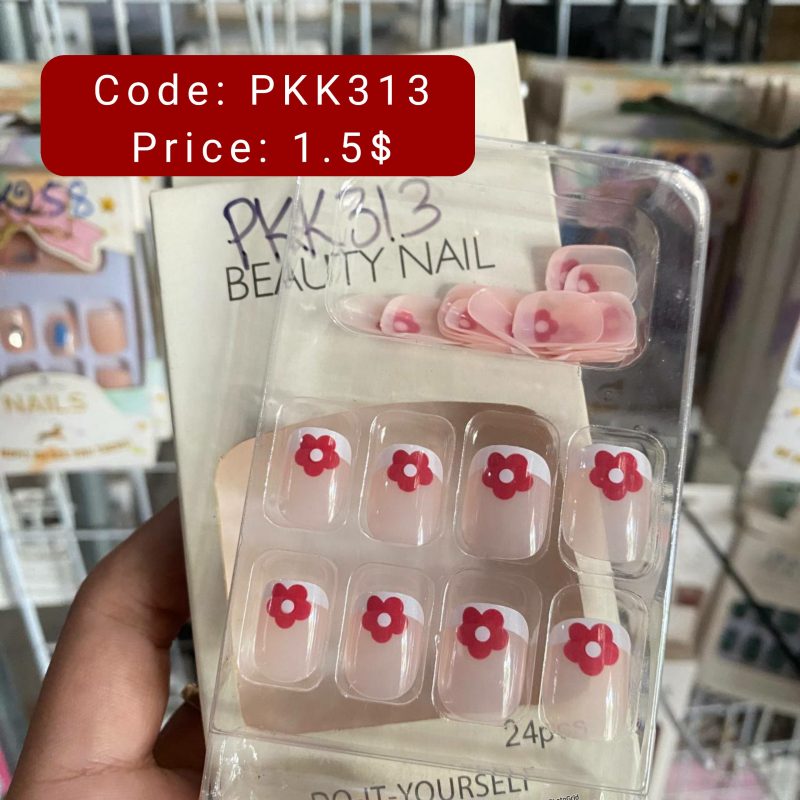 Code: PKK313
Price: 1.5$
PKK313
BEAUTY NAIL
NAILS
24pcs
DO-IT-YOURSELF